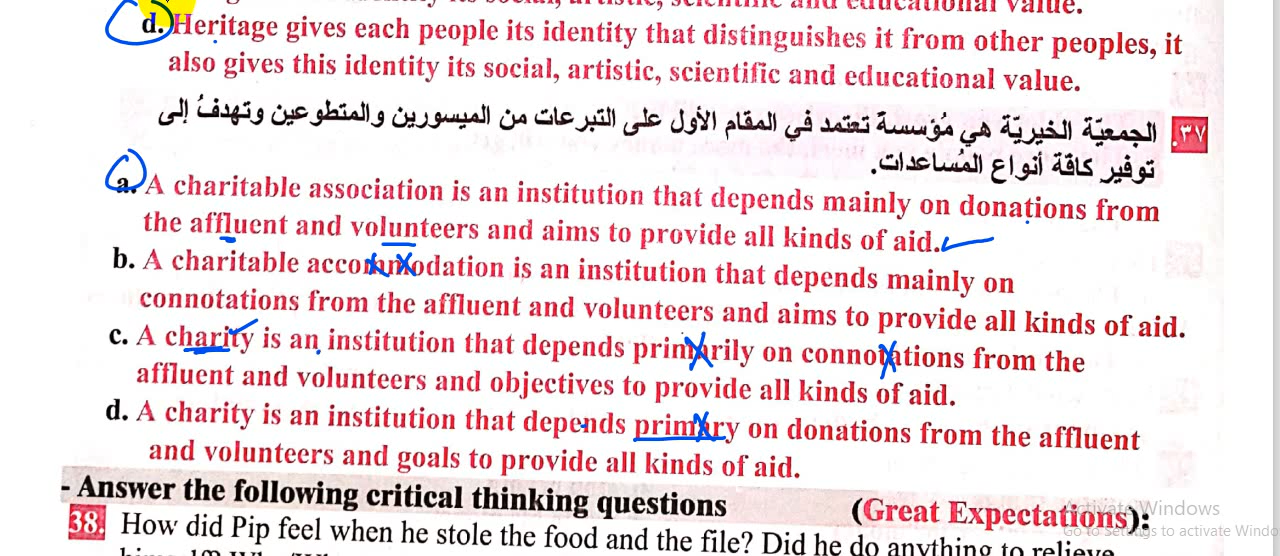 d. Heritage gives each people its identity that distinguishes it from other peoples, it
also gives this identity its social, artistic, scientific and educational value.
٣٧. الجمعيّة الخيريّة هي مُؤسسة تعتمد في المقام الأول على التبرعات من الميسورين والمتطوعين وتهدفُ إلى
توفير كافة أنواع المُساعدات.
a. A charitable association is an institution that depends mainly on donations from
the affluent and volunteers and aims to provide all kinds of aid.
b. A charitable accommodation is an institution that depends mainly on
connotations from the affluent and volunteers and aims to provide all kinds of aid.
c. A charity is an institution that depends primarily on connotations from the
affluent and volunteers and objectives to provide all kinds of aid.
d. A charity is an institution that depends primary on donations from the affluent
and volunteers and goals to provide all kinds of aid.
- Answer the following critical thinking questions (Great Expectations):
38. How did Pip feel when he stole the food and the file? Did he do anything to relieve
Activate Windows
Go to Settings to activate Windo